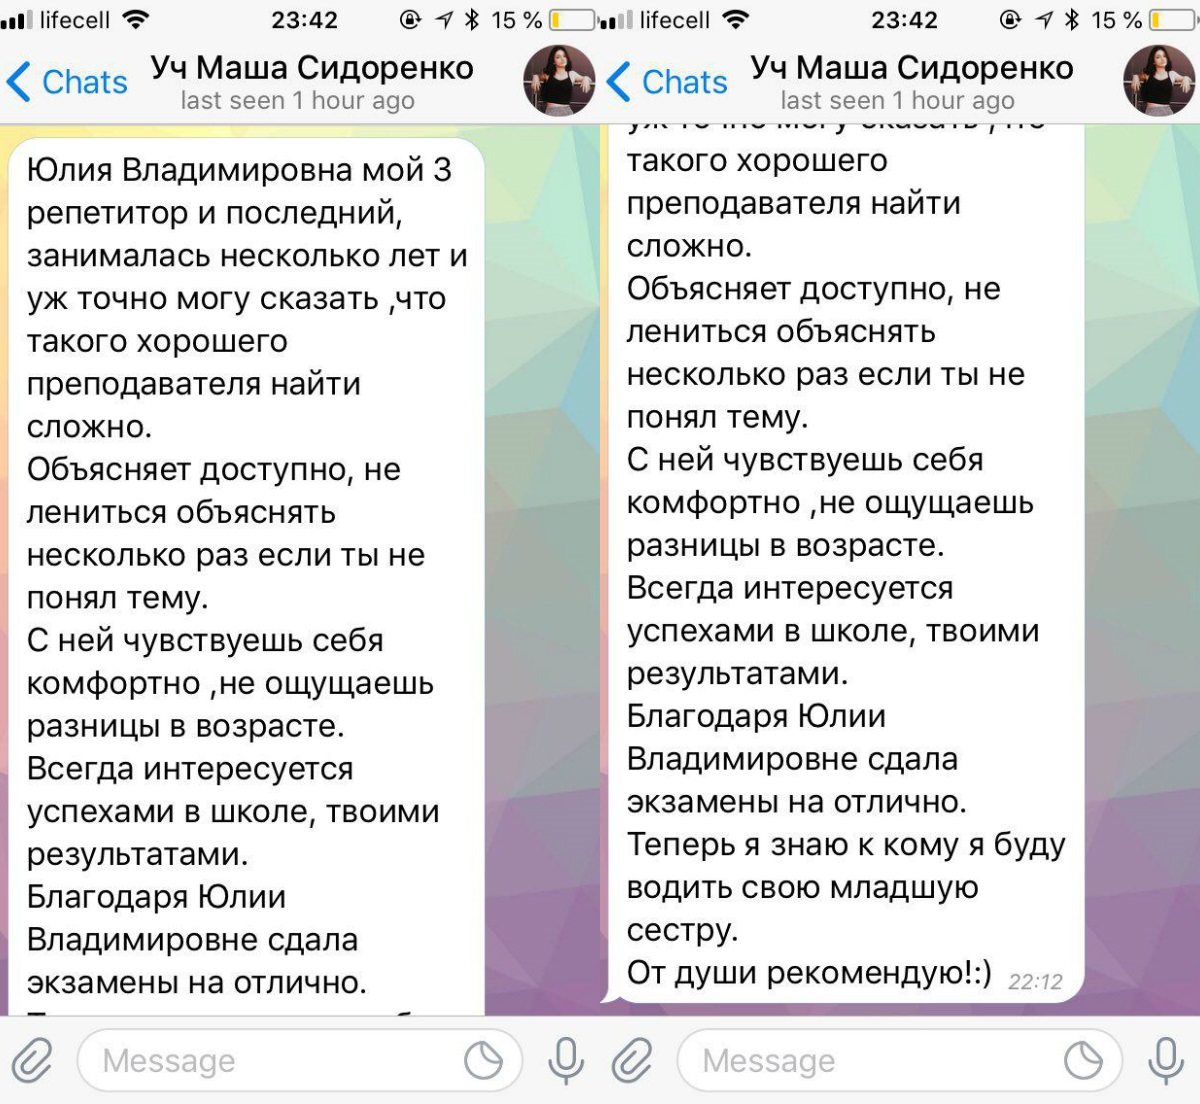 lifecell 23:42 15 %
Chats
Уч Маша Сидоренко
last seen 1 hour ago
Юлия Владимировна мой 3
репетитор и последний,
занималась несколько лет и
уж точно могу сказать ,что
такого хорошего
преподавателя найти
сложно.
Объясняет доступно, не
лениться объяснять
несколько раз если ты не
понял тему.
С ней чувствуешь себя
комфортно ,не ощущаешь
разницы в возрасте.
Всегда интересуется
успехами в школе, твоими
результатами.
Благодаря Юлии
Владимировне сдала
экзамены на отлично.
Message
lifecell 23:42 15 %
Chats
Уч Маша Сидоренко
last seen 1 hour ago
уж точно могу сказать ,что
такого хорошего
преподавателя найти
сложно.
Объясняет доступно, не
лениться объяснять
несколько раз если ты не
понял тему.
С ней чувствуешь себя
комфортно ,не ощущаешь
разницы в возрасте.
Всегда интересуется
успехами в школе, твоими
результатами.
Благодаря Юлии
Владимировне сдала
экзамены на отлично.
Теперь я знаю к кому я буду
водить свою младшую
сестру.
От души рекомендую!:) 22:12
Message